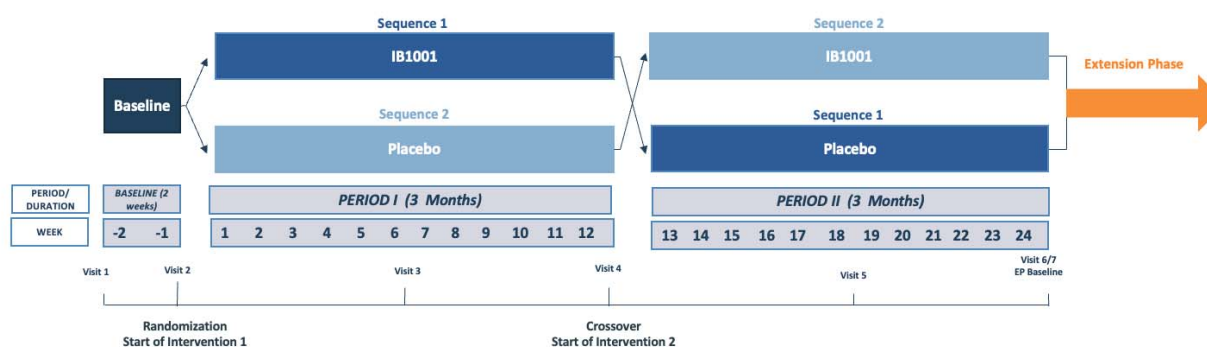 Sequence 1
IB1001
Sequence 2
IB1001
Extension Phase
Baseline
Sequence 2
Placebo
Sequence 1
Placebo
PERIOD/
DURATION
BASELINE (2
weeks)
PERIOD I (3 Months)
PERIOD II (3 Months)
WEEK
-2 -1
1 2 3 4 5 6 7 8 9 10 11 12
13 14 15 16 17 18 19 20 21 22 23 24
Visit 1
Visit 2
Visit 3
Visit 4
Visit 5
Visit 6/7
EP Baseline
Randomization
Start of Intervention 1
Crossover
Start of Intervention 2